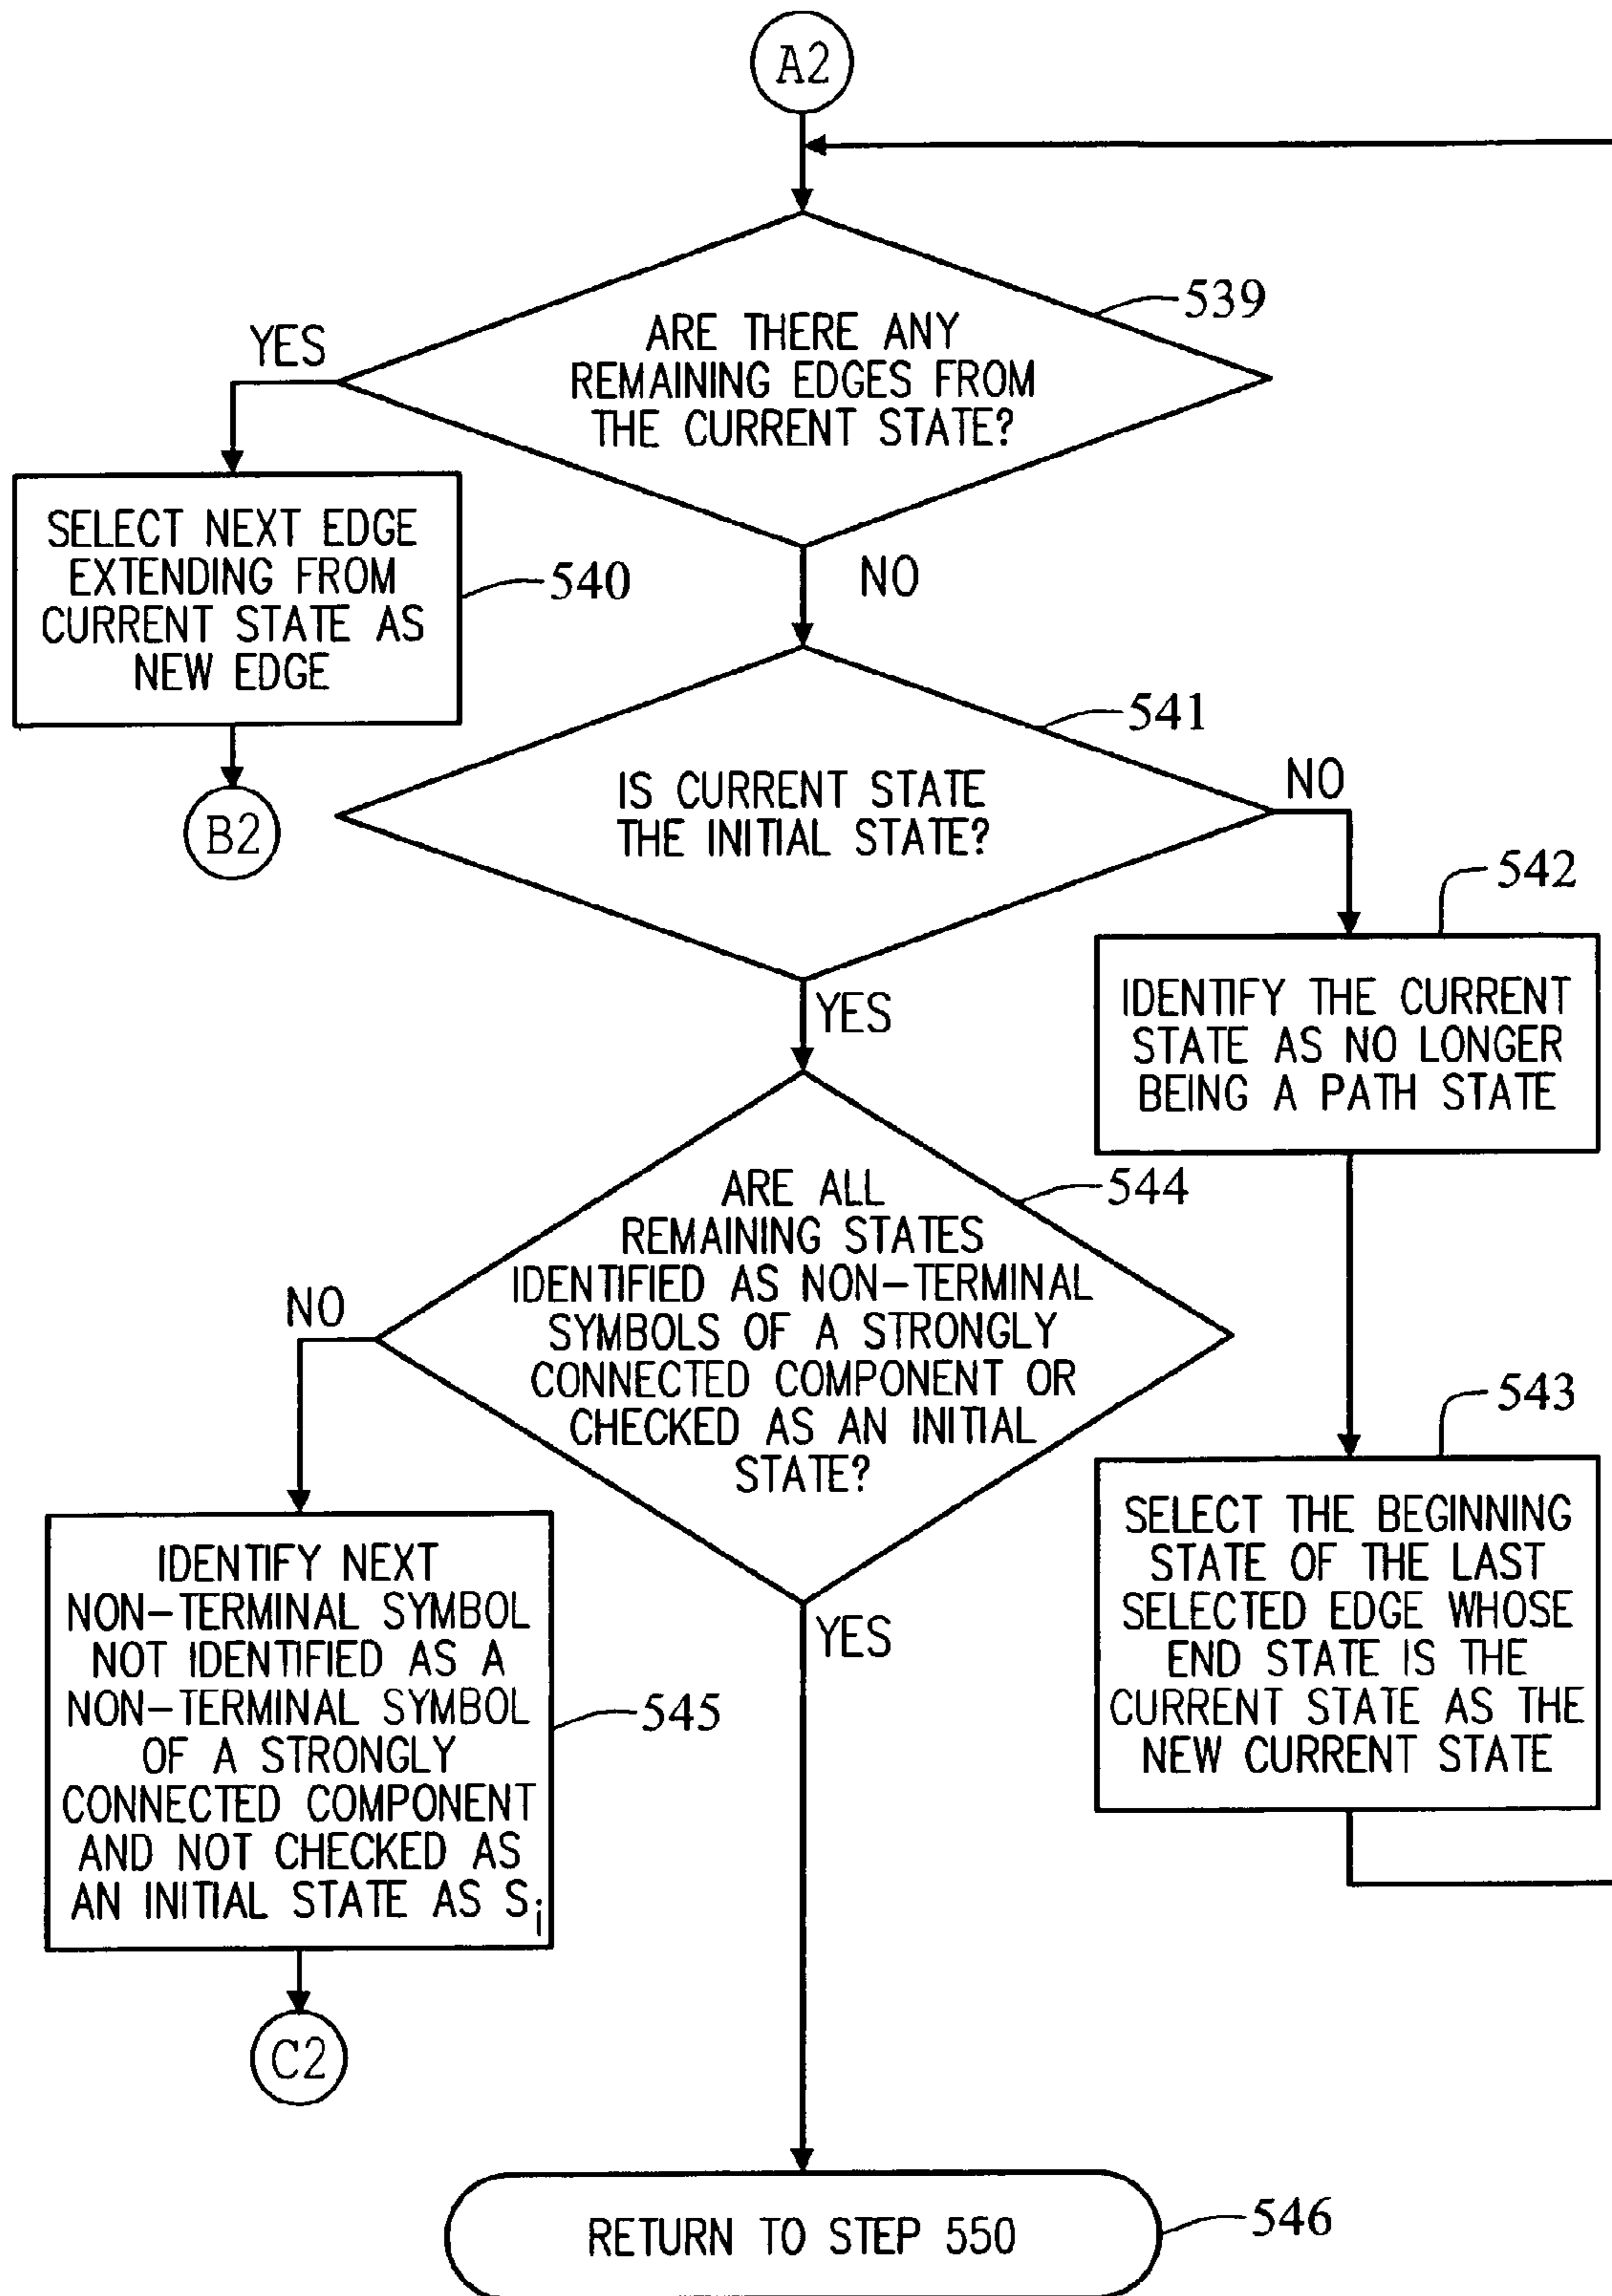 A2
539
ARE THERE ANY
REMAINING EDGES FROM
THE CURRENT STATE?
YES
SELECT NEXT EDGE
EXTENDING FROM
CURRENT STATE AS
NEW EDGE
540
B2
NO
541
IS CURRENT STATE
THE INITIAL STATE?
NO
542
IDENTIFY THE CURRENT
STATE AS NO LONGER
BEING A PATH STATE
YES
544
ARE ALL
REMAINING STATES
IDENTIFIED AS NON-TERMINAL
SYMBOLS OF A STRONGLY
CONNECTED COMPONENT OR
CHECKED AS AN INITIAL
STATE?
543
SELECT THE BEGINNING
STATE OF THE LAST
SELECTED EDGE WHOSE
END STATE IS THE
CURRENT STATE AS THE
NEW CURRENT STATE
NO
IDENTIFY NEXT
NON-TERMINAL SYMBOL
NOT IDENTIFIED AS A
NON-TERMINAL SYMBOL
OF A STRONGLY
CONNECTED COMPONENT
AND NOT CHECKED AS
AN INITIAL STATE AS Si
545
C2
YES
RETURN TO STEP 550
546